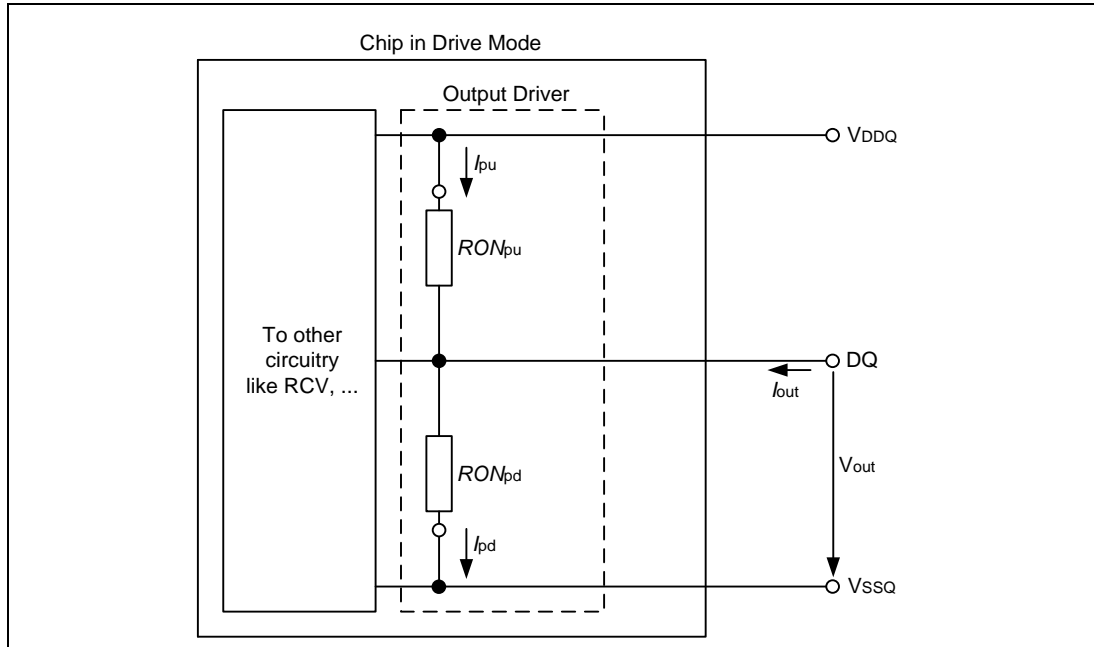 Chip in Drive Mode
Output Driver
VDDQ
Ipu
RONpu
To other
circuitry
like RCV, ...
DQ
Iout
RONpd
Vout
Ipd
VSSQ